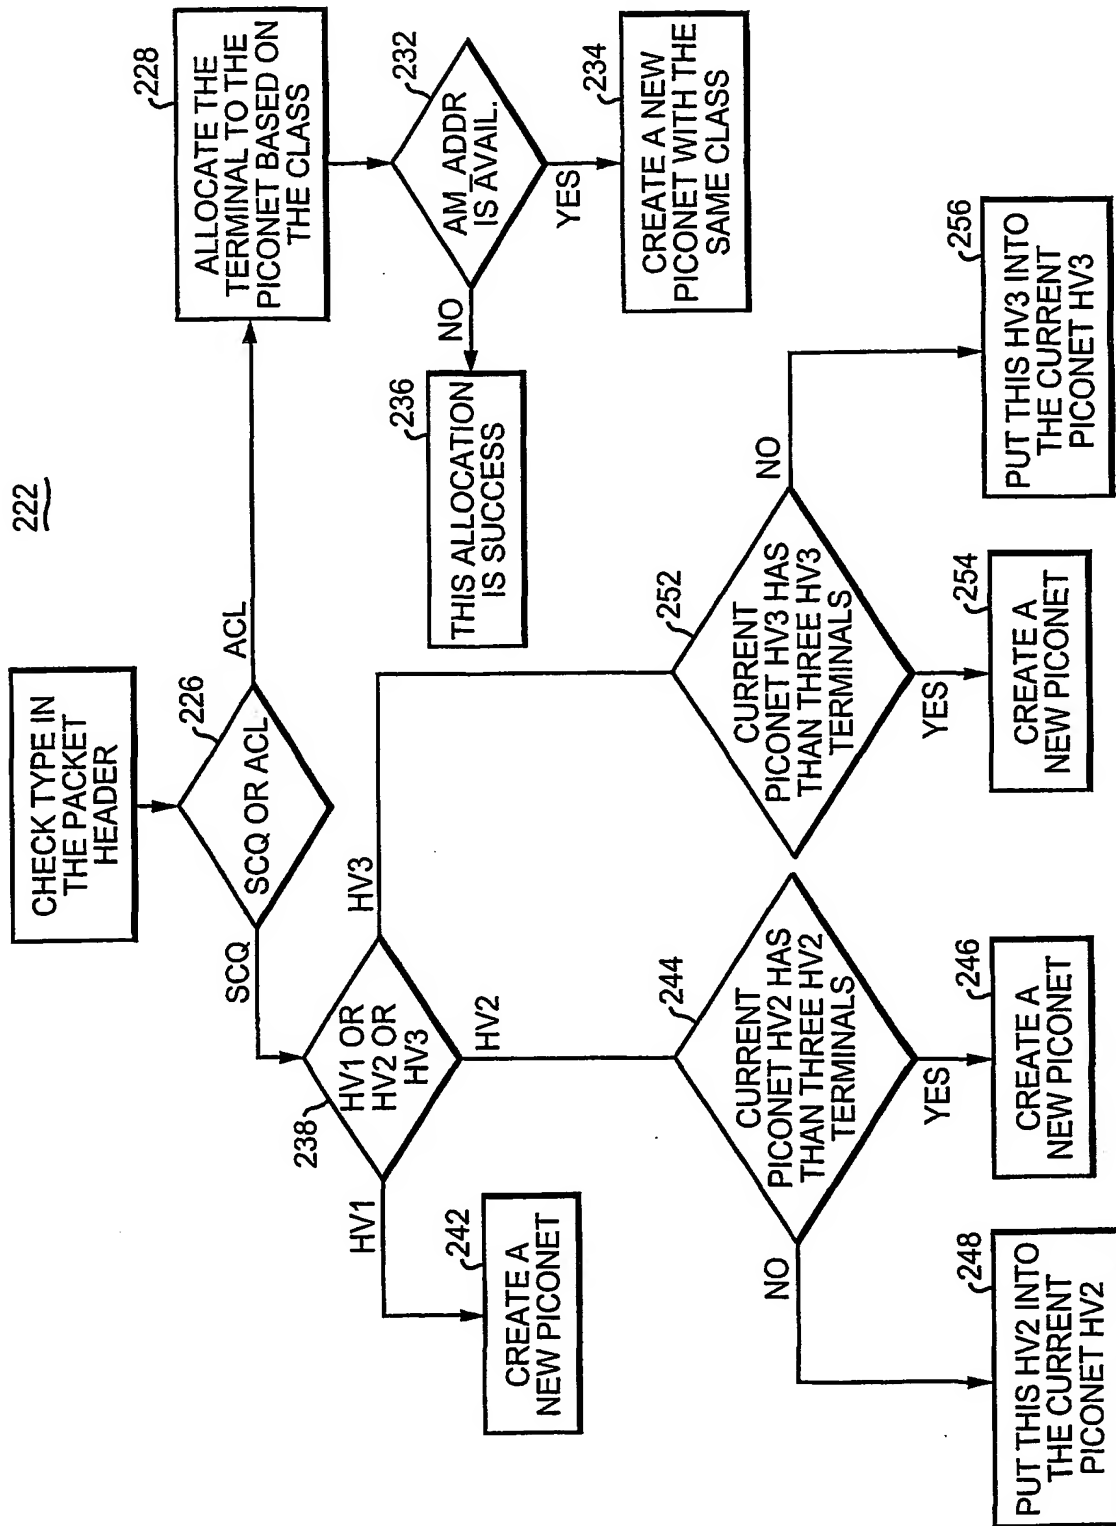 222
CHECK TYPE IN
THE PACKET
HEADER
226
SCQ OR ACL
SCQ
ACL
228
ALLOCATE THE
TERMINAL TO THE
PICONET BASED ON
THE CLASS
232
AM_ADDR
IS AVAIL.
NO
YES
236
THIS ALLOCATION
IS SUCCESS
234
CREATE A NEW
PICONET WITH THE
SAME CLASS
238
HV1 OR
HV2 OR
HV3
HV1
HV2
HV3
242
CREATE A
NEW PICONET
244
CURRENT
PICONET HV2 HAS
THAN THREE HV2
TERMINALS
NO
YES
248
PUT THIS HV2 INTO
THE CURRENT
PICONET HV2
246
CREATE A
NEW PICONET
252
CURRENT
PICONET HV3 HAS
THAN THREE HV3
TERMINALS
NO
YES
254
CREATE A
NEW PICONET
256
PUT THIS HV3 INTO
THE CURRENT
PICONET HV3